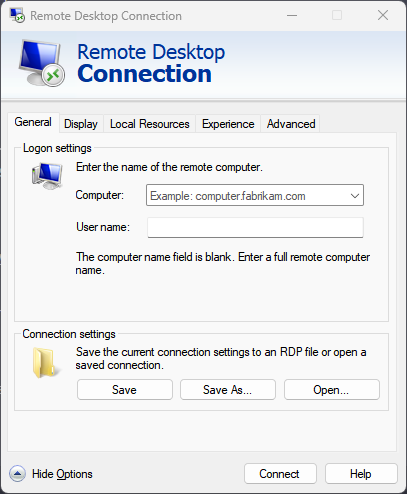 Remote Desktop Connection
Remote Desktop
Connection
General Display Local Resources Experience Advanced
Logon settings
Enter the name of the remote computer.
Computer: Example: computer.fabrikam.com
User name:
The computer name field is blank. Enter a full remote computer
name.
Connection settings
Save the current connection settings to an RDP file or open a
saved connection.
Save Save As... Open...
Hide Options Connect Help